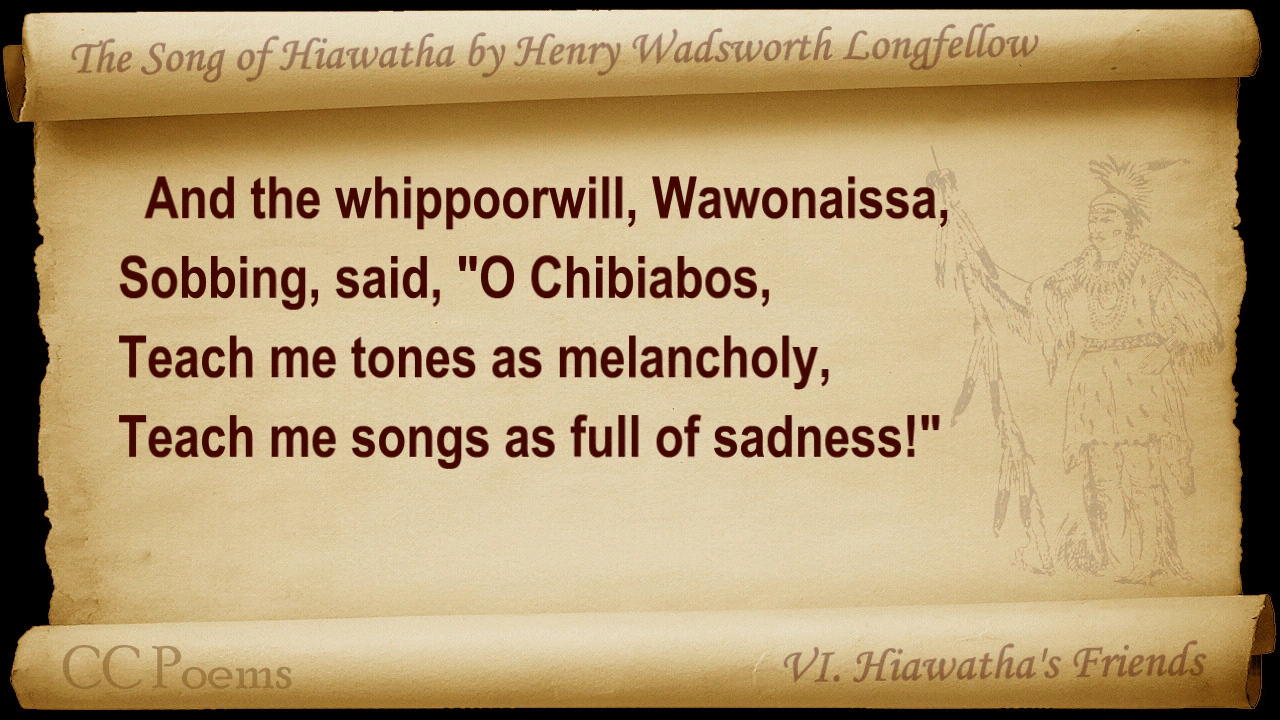 The Song of Hiawatha by Henry Wadsworth Longfellow
And the whippoorwill, Wawonaissa,
Sobbing, said, "O Chibiabos,
Teach me tones as melancholy,
Teach me songs as full of sadness!"
CC Poems
VI. Hiawatha's Friends